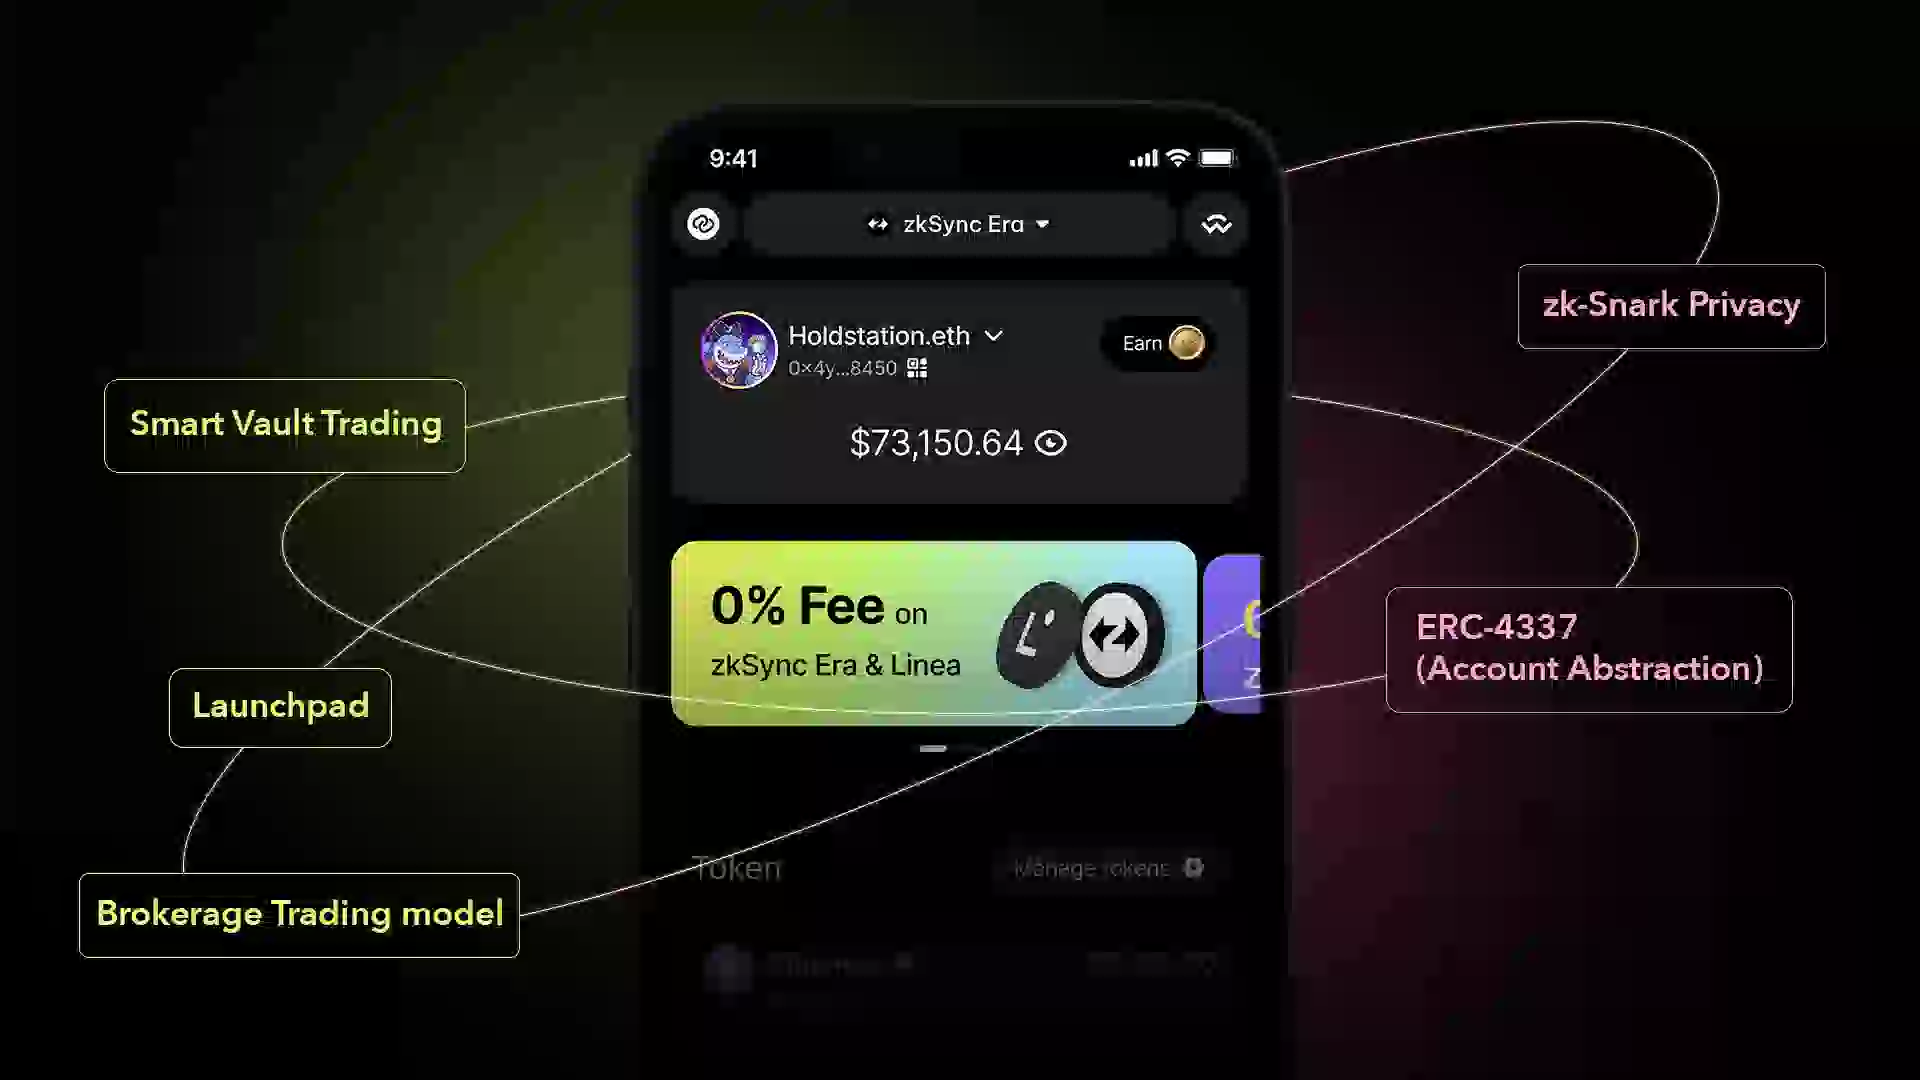 9:41
zkSync Era
Holdstation.eth
0x4y...8450
Earn
$73,150.64
zk-Snark Privacy
Smart Vault Trading
0% Fee on
zkSync Era & Linea
ERC-4337
(Account Abstraction)
Launchpad
Token
Manage tokens
Brokerage Trading model